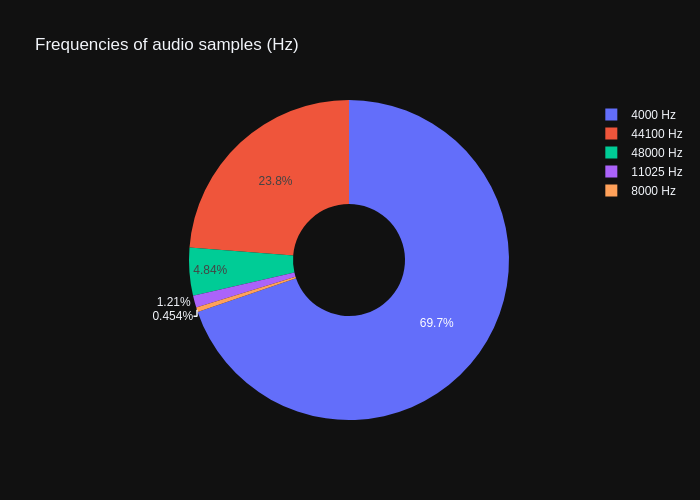 Frequencies of audio samples (Hz)
4000 Hz
44100 Hz
48000 Hz
11025 Hz
8000 Hz
23.8%
4.84%
1.21%
0.454%
69.7%